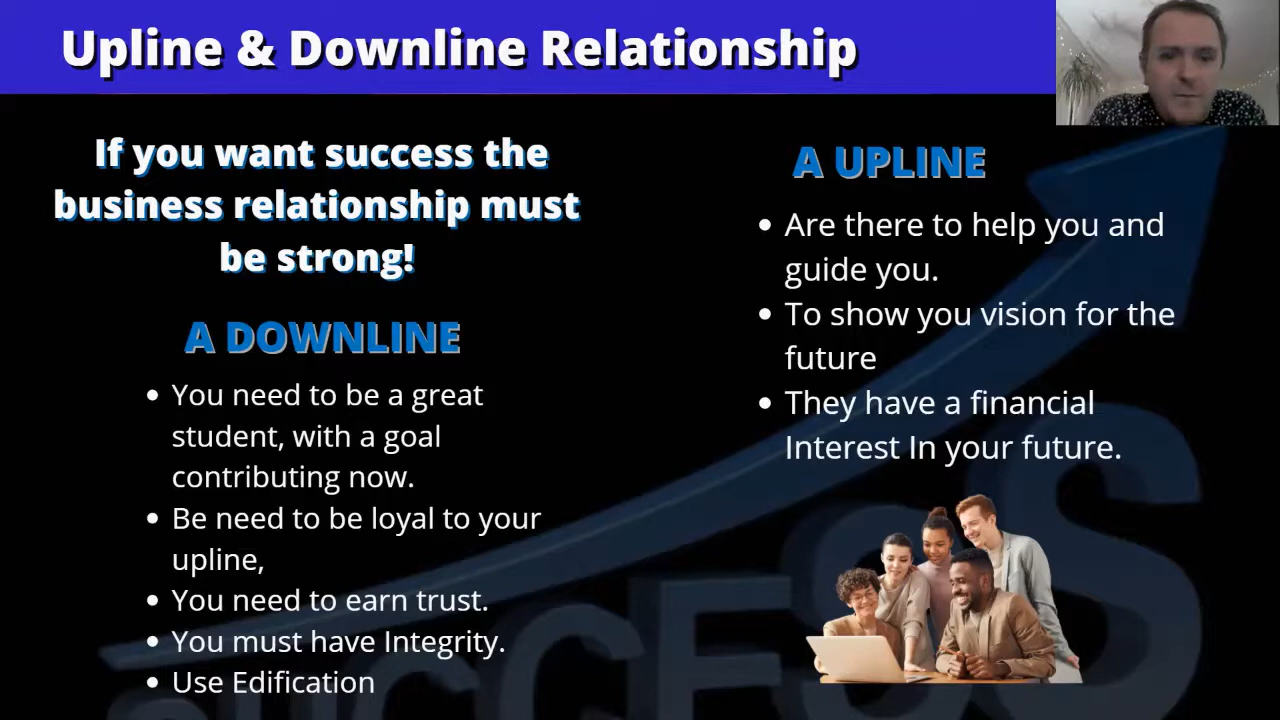 Upline & Downline Relationship
If you want success the
business relationship must
be strong!
A DOWNLINE
• You need to be a great
student, with a goal
contributing now.
• Be need to be loyal to your
upline,
• You need to earn trust.
• You must have Integrity.
• Use Edification
A UPLINE
• Are there to help you and
guide you.
• To show you vision for the
future
• They have a financial
Interest In your future.
SUCCESS